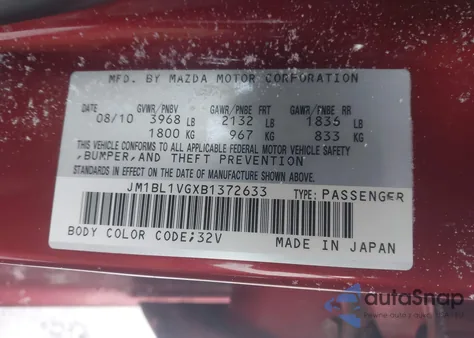 MFD. BY MAZDA MOTOR CORPORATION
DATE GVWR/PNBV GAWR/PNBE FRT GAWR/PNBE RR
08/10 3968 LB 2132 LB 1836 LB
1800 KG 967 KG 833 KG
THIS VEHICLE CONFORMS TO ALL APPLICABLE FEDERAL MOTOR VEHICLE SAFETY
,BUMPER,AND THEFT PREVENTION
STANDARDS IN EFFECT ON THE DATE OF MANUFACTURE SHOWN ABOVE.
JM1BL1VGXB1372633 TYPE: PASSENGER
BODY COLOR CODE;32V MADE IN JAPAN
autoSnap